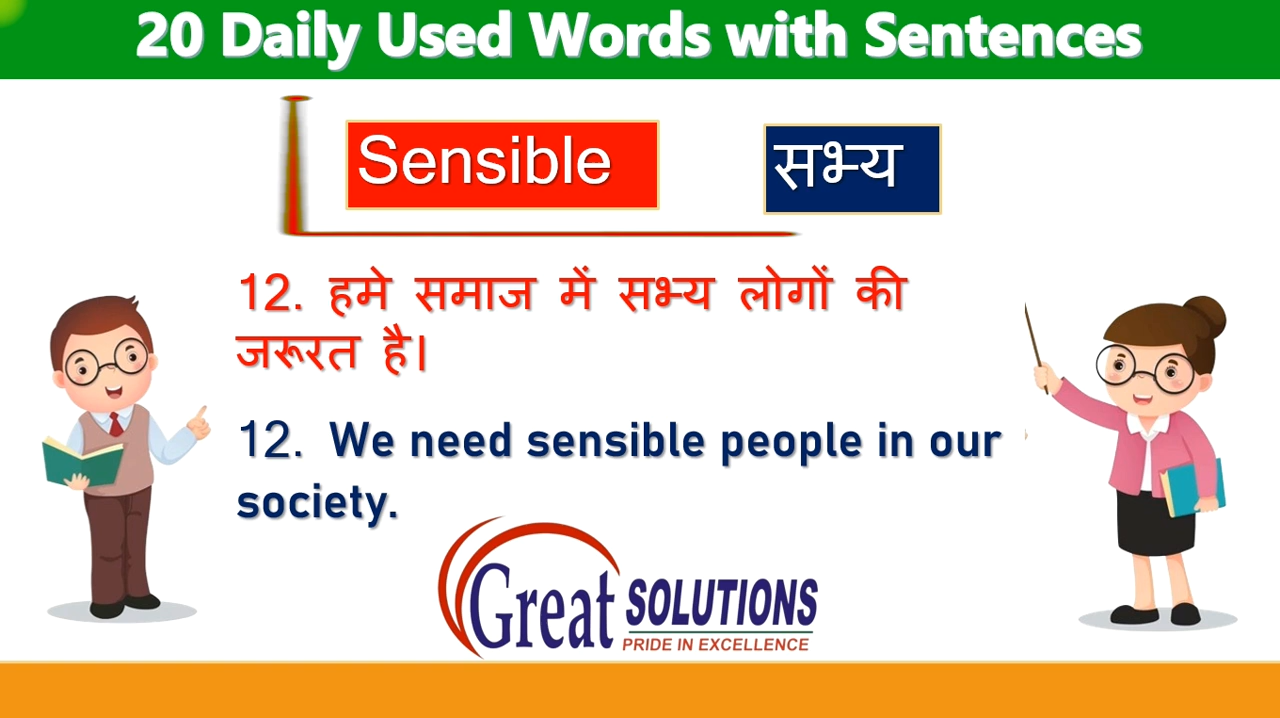 20 Daily Used Words with Sentences
Sensible
सभ्य
12. हमे समाज में सभ्य लोगों की
जरूरत है।
12. We need sensible people in our
society.
Great SOLUTIONS
PRIDE IN EXCELLENCE